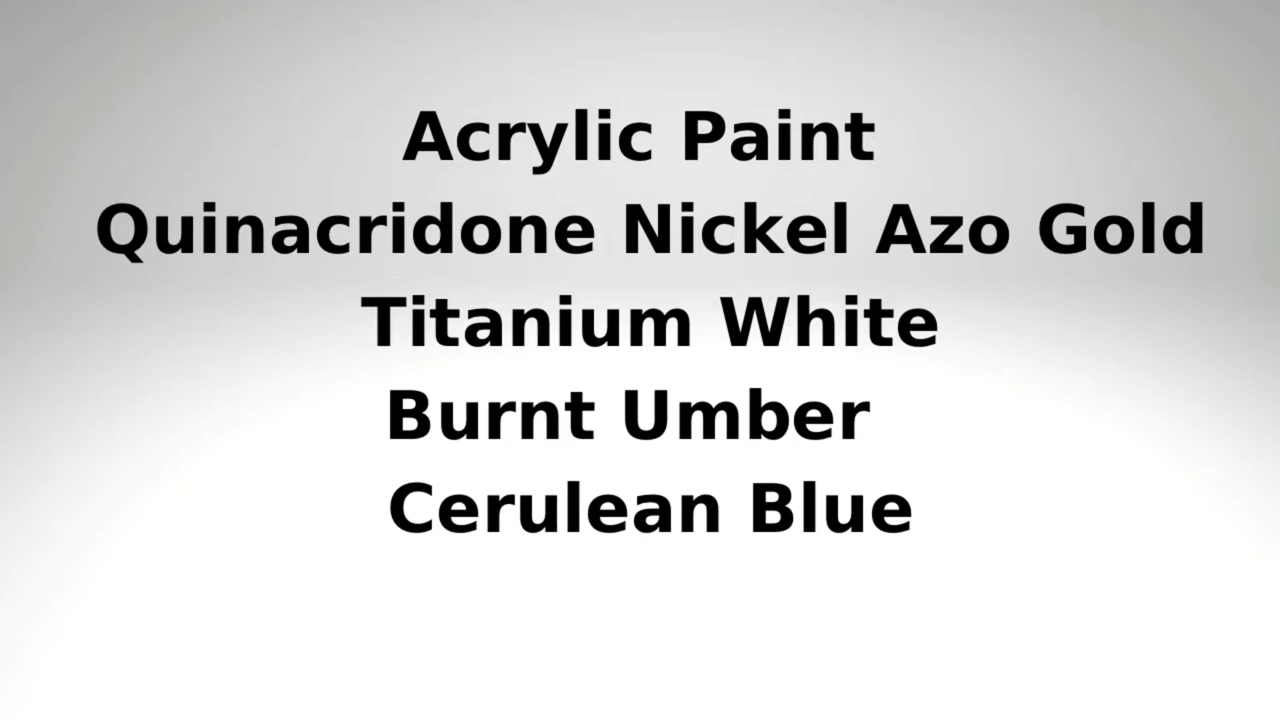 Acrylic Paint
Quinacridone Nickel Azo Gold
Titanium White
Burnt Umber
Cerulean Blue